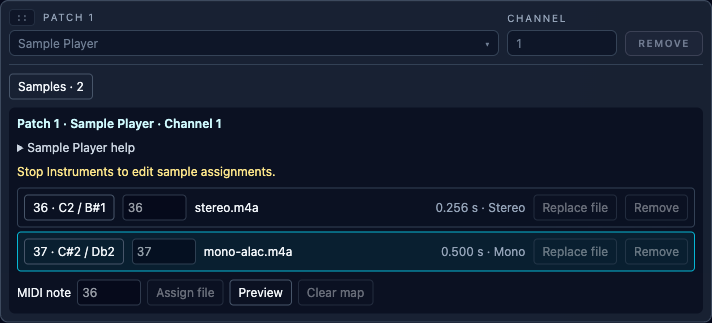 :: PATCH 1 CHANNEL
Sample Player 1 REMOVE
Samples · 2
Patch 1 · Sample Player · Channel 1
Sample Player help
Stop Instruments to edit sample assignments.
36 · C2 / B#1 36 stereo.m4a 0.256 s · Stereo Replace file Remove
37 · C#2 / Db2 37 mono-alac.m4a 0.500 s · Mono Replace file Remove
MIDI note 36 Assign file Preview Clear map